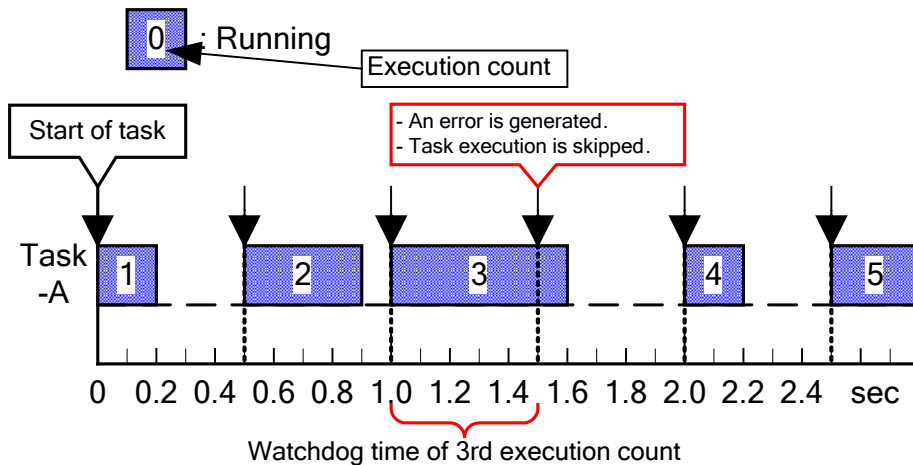 0 : Running
Execution count
Start of task
- An error is generated.
- Task execution is skipped.
Task
-A
1 2 3 4 5
0 0.2 0.4 0.6 0.8 1.0 1.2 1.4 1.6 1.8 2.0 2.2 2.4 sec
Watchdog time of 3rd execution count